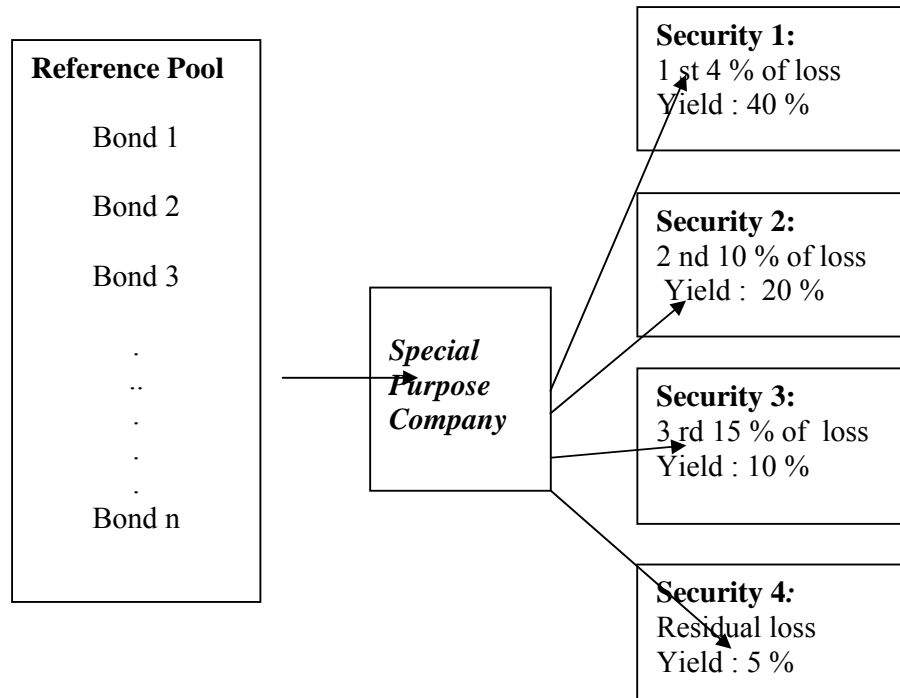 Reference Pool
Bond 1
Bond 2
Bond 3
.
..
.
.
.
Bond n
Special
Purpose
Company
Security 1:
1 st 4 % of loss
Yield : 40 %
Security 2:
2 nd 10 % of loss
Yield : 20 %
Security 3:
3 rd 15 % of loss
Yield : 10 %
Security 4:
Residual loss
Yield : 5 %